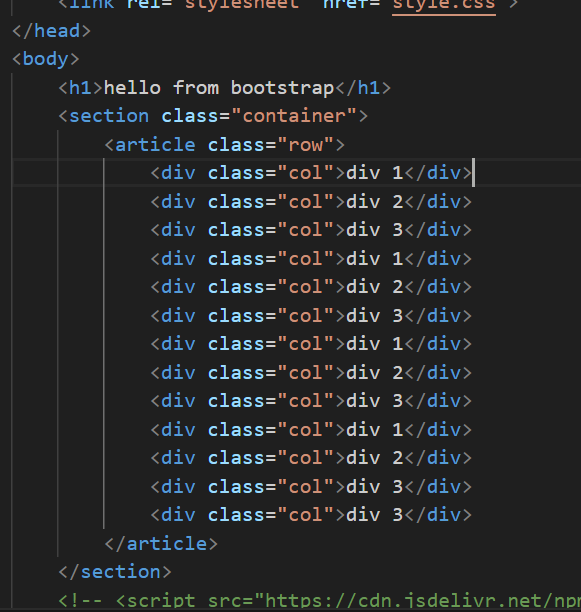 <link rel="stylesheet" href="style.css">
</head>
<body>
<h1>hello from bootstrap</h1>
<section class="container">
<article class="row">
<div class="col">div 1</div>
<div class="col">div 2</div>
<div class="col">div 3</div>
<div class="col">div 1</div>
<div class="col">div 2</div>
<div class="col">div 3</div>
<div class="col">div 1</div>
<div class="col">div 2</div>
<div class="col">div 3</div>
<div class="col">div 1</div>
<div class="col">div 2</div>
<div class="col">div 3</div>
<div class="col">div 3</div>
</article>
</section>
<!-- <script src="https://cdn.jsdelivr.net/npm